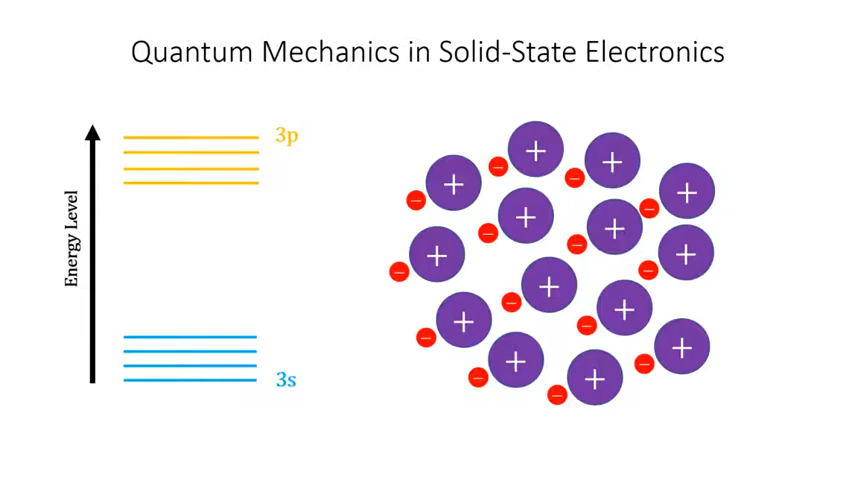 Quantum Mechanics in Solid-State Electronics
3p
Energy Level
3s